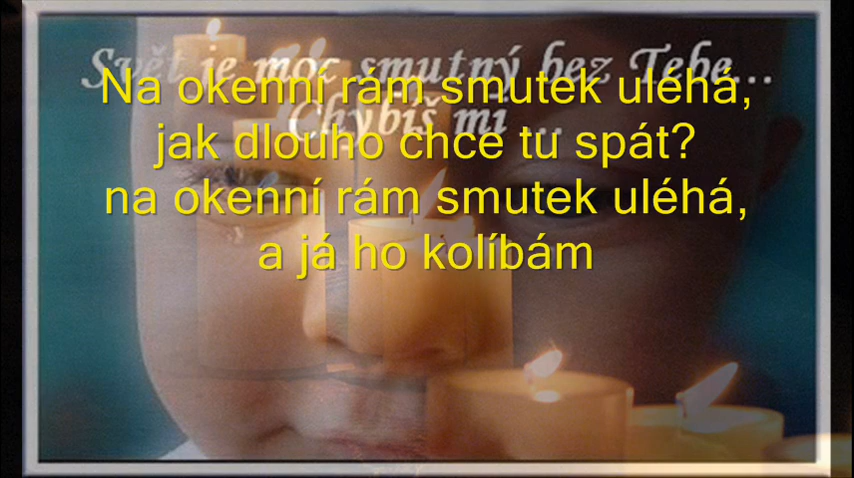 Svět je moc smutný bez Tebe...
Chybíš mi ...
Na okenní rám smutek uléhá,
jak dlouho chce tu spát?
na okenní rám smutek uléhá,
a já ho kolíbám